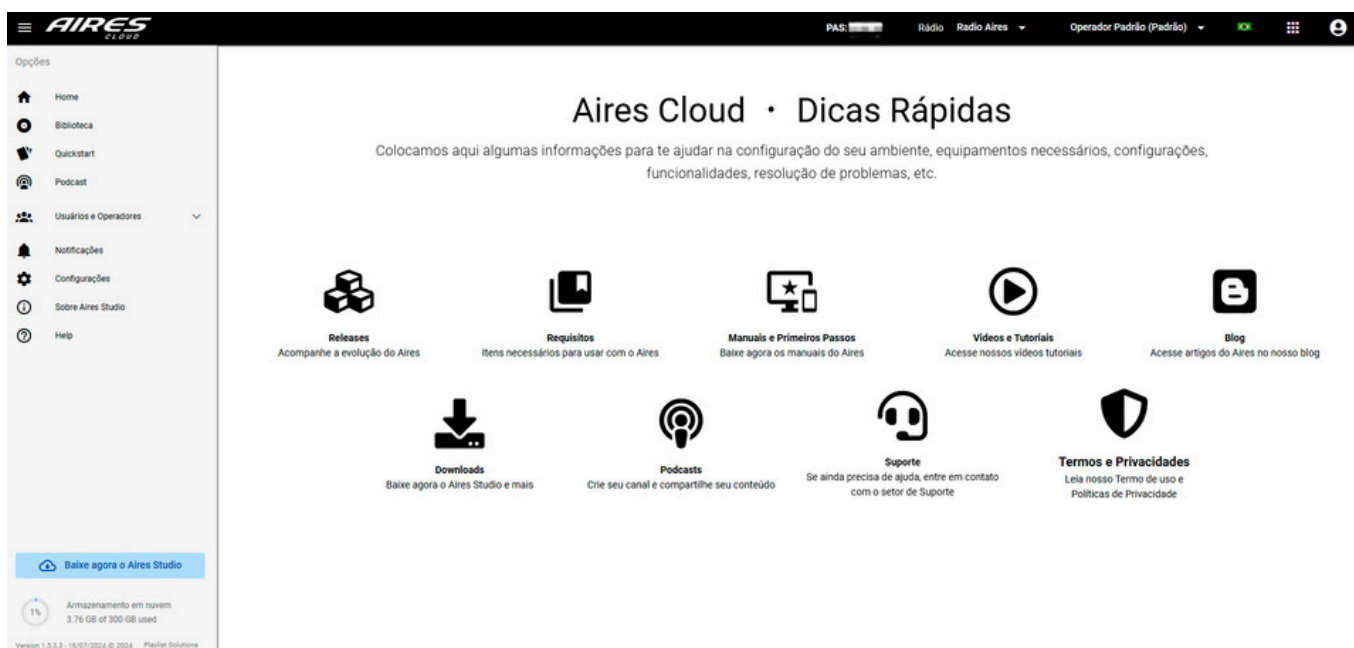 AIRES
CLOUD
PAS:
Rádio Radio Aires
Operador Padrão (Padrão)
Opções
Home
Biblioteca
Quickstart
Podcast
Usuários e Operadores
Notificações
Configurações
Sobre Aires Studio
Help
Baixe agora o Aires Studio
1%
Armazenamento em nuvem
3.76 GB of 300 GB used
Version 1.5.3.3 - 16/07/2024 © 2024 Playlist Solutions
Aires Cloud · Dicas Rápidas
Colocamos aqui algumas informações para te ajudar na configuração do seu ambiente, equipamentos necessários, configurações,
funcionalidades, resolução de problemas, etc.
Releases
Acompanhe a evolução do Aires
Requisitos
Itens necessários para usar com o Aires
Manuais e Primeiros Passos
Baixe agora os manuais do Aires
Vídeos e Tutoriais
Acesse nossos vídeos tutoriais
Blog
Acesse artigos do Aires no nosso blog
Downloads
Baixe agora o Aires Studio e mais
Podcasts
Crie seu canal e compartilhe seu conteúdo
Suporte
Se ainda precisa de ajuda, entre em contato
com o setor de Suporte
Termos e Privacidades
Leia nosso Termo de uso e
Políticas de Privacidade